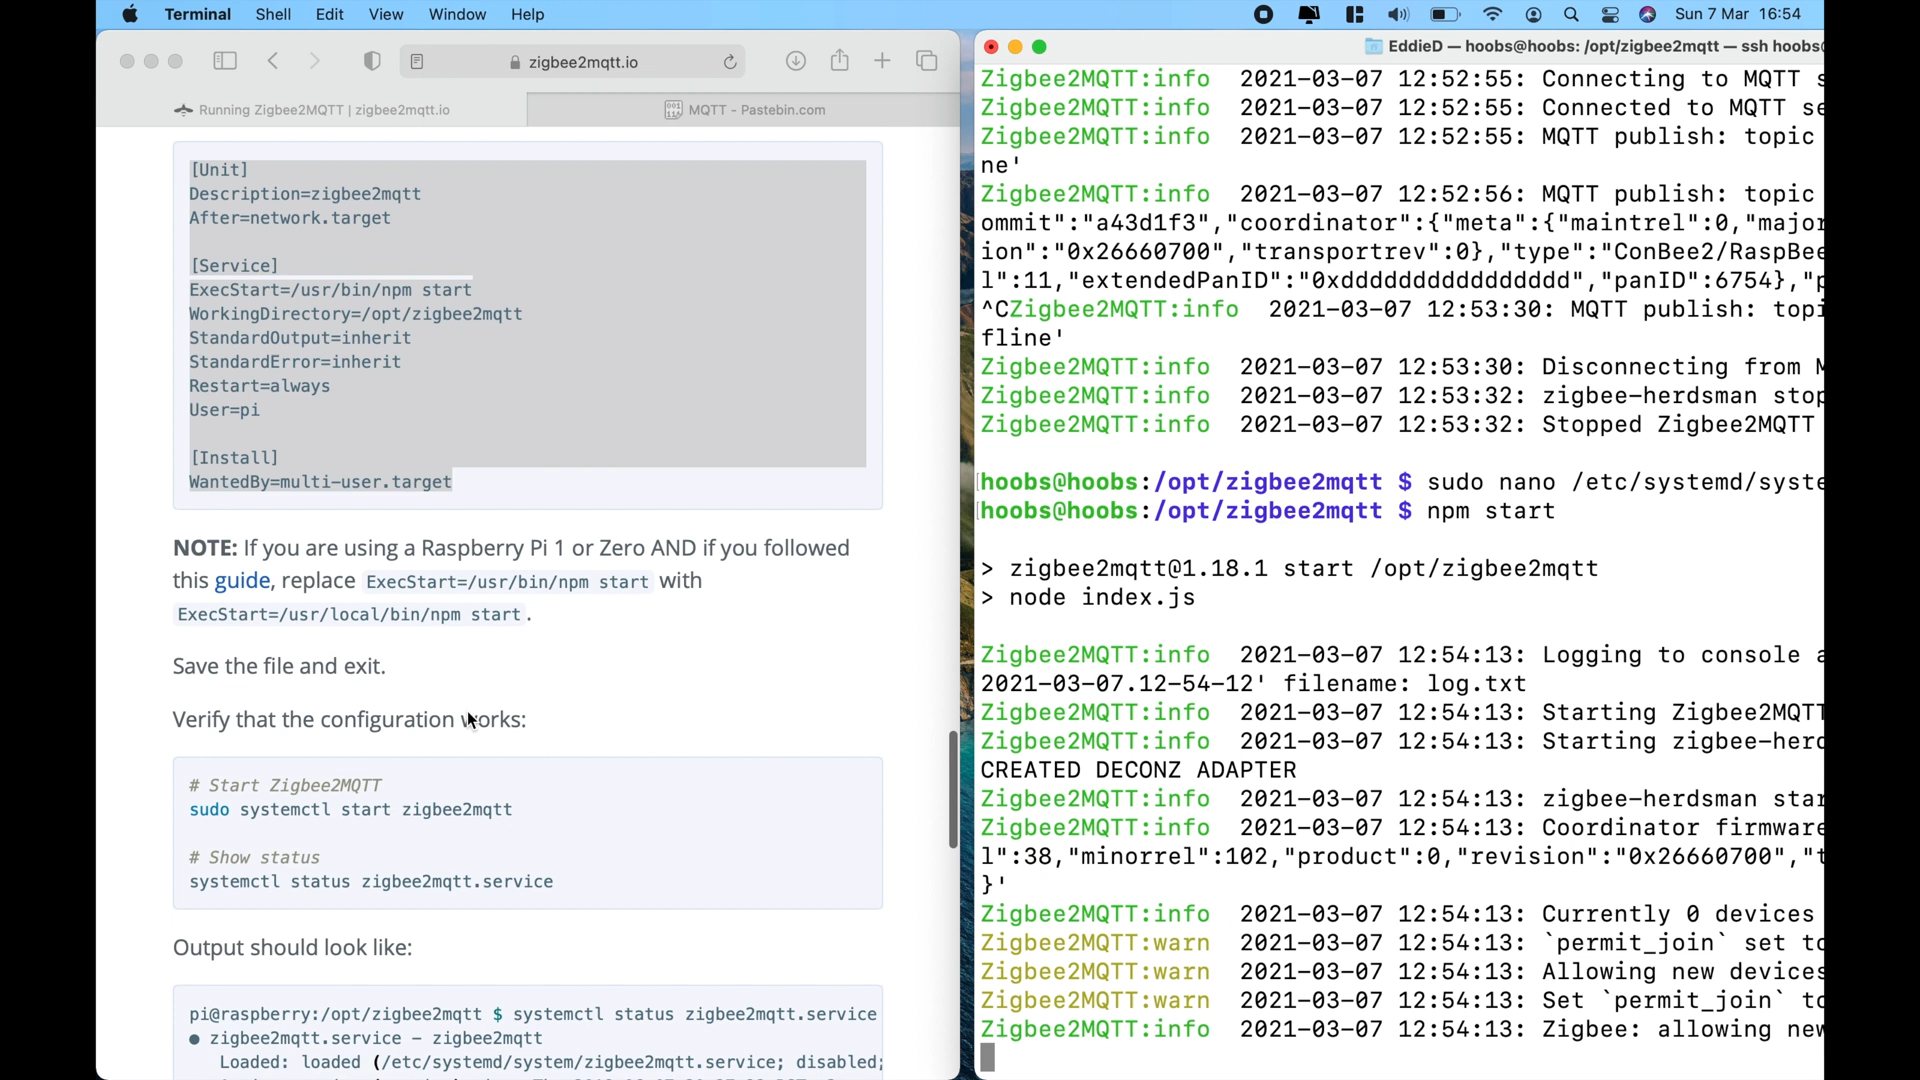 Terminal Shell Edit View Window Help Sun 7 Mar 16:54
zigbee2mqtt.io
Running Zigbee2MQTT | zigbee2mqtt.io
MQTT - Pastebin.com
[Unit]
Description=zigbee2mqtt
After=network.target
[Service]
ExecStart=/usr/bin/npm start
WorkingDirectory=/opt/zigbee2mqtt
StandardOutput=inherit
StandardError=inherit
Restart=always
User=pi
[Install]
WantedBy=multi-user.target
NOTE: If you are using a Raspberry Pi 1 or Zero AND if you followed
this guide, replace ExecStart=/usr/bin/npm start with
ExecStart=/usr/local/bin/npm start.
Save the file and exit.
Verify that the configuration works:
# Start Zigbee2MQTT
sudo systemctl start zigbee2mqtt
# Show status
systemctl status zigbee2mqtt.service
Output should look like:
pi@raspberry:/opt/zigbee2mqtt $ systemctl status zigbee2mqtt.service
● zigbee2mqtt.service - zigbee2mqtt
Loaded: loaded (/etc/systemd/system/zigbee2mqtt.service; disabled;
EddieD — hoobs@hoobs: /opt/zigbee2mqtt — ssh hoobs
Zigbee2MQTT:info 2021-03-07 12:52:55: Connecting to MQTT s
Zigbee2MQTT:info 2021-03-07 12:52:55: Connected to MQTT se
Zigbee2MQTT:info 2021-03-07 12:52:55: MQTT publish: topic
ne'
Zigbee2MQTT:info 2021-03-07 12:52:56: MQTT publish: topic
ommit":"a43d1f3","coordinator":{"meta":{"maintrel":0,"major
ion":"0x26660700","transportrev":0},"type":"ConBee2/RaspBee
l":11,"extendedPanID":"0xdddddddddddddddd","panID":6754},"p
^CZigbee2MQTT:info 2021-03-07 12:53:30: MQTT publish: topi
fline'
Zigbee2MQTT:info 2021-03-07 12:53:30: Disconnecting from M
Zigbee2MQTT:info 2021-03-07 12:53:32: zigbee-herdsman stop
Zigbee2MQTT:info 2021-03-07 12:53:32: Stopped Zigbee2MQTT
hoobs@hoobs:/opt/zigbee2mqtt $ sudo nano /etc/systemd/syste
hoobs@hoobs:/opt/zigbee2mqtt $ npm start
> zigbee2mqtt@1.18.1 start /opt/zigbee2mqtt
> node index.js
Zigbee2MQTT:info 2021-03-07 12:54:13: Logging to console a
2021-03-07.12-54-12' filename: log.txt
Zigbee2MQTT:info 2021-03-07 12:54:13: Starting Zigbee2MQTT
Zigbee2MQTT:info 2021-03-07 12:54:13: Starting zigbee-herd
CREATED DECONZ ADAPTER
Zigbee2MQTT:info 2021-03-07 12:54:13: zigbee-herdsman star
Zigbee2MQTT:info 2021-03-07 12:54:13: Coordinator firmware
l":38,"minorrel":102,"product":0,"revision":"0x26660700","t
}'
Zigbee2MQTT:info 2021-03-07 12:54:13: Currently 0 devices
Zigbee2MQTT:warn 2021-03-07 12:54:13: `permit_join` set to
Zigbee2MQTT:warn 2021-03-07 12:54:13: Allowing new devices
Zigbee2MQTT:warn 2021-03-07 12:54:13: Set `permit_join` to
Zigbee2MQTT:info 2021-03-07 12:54:13: Zigbee: allowing new